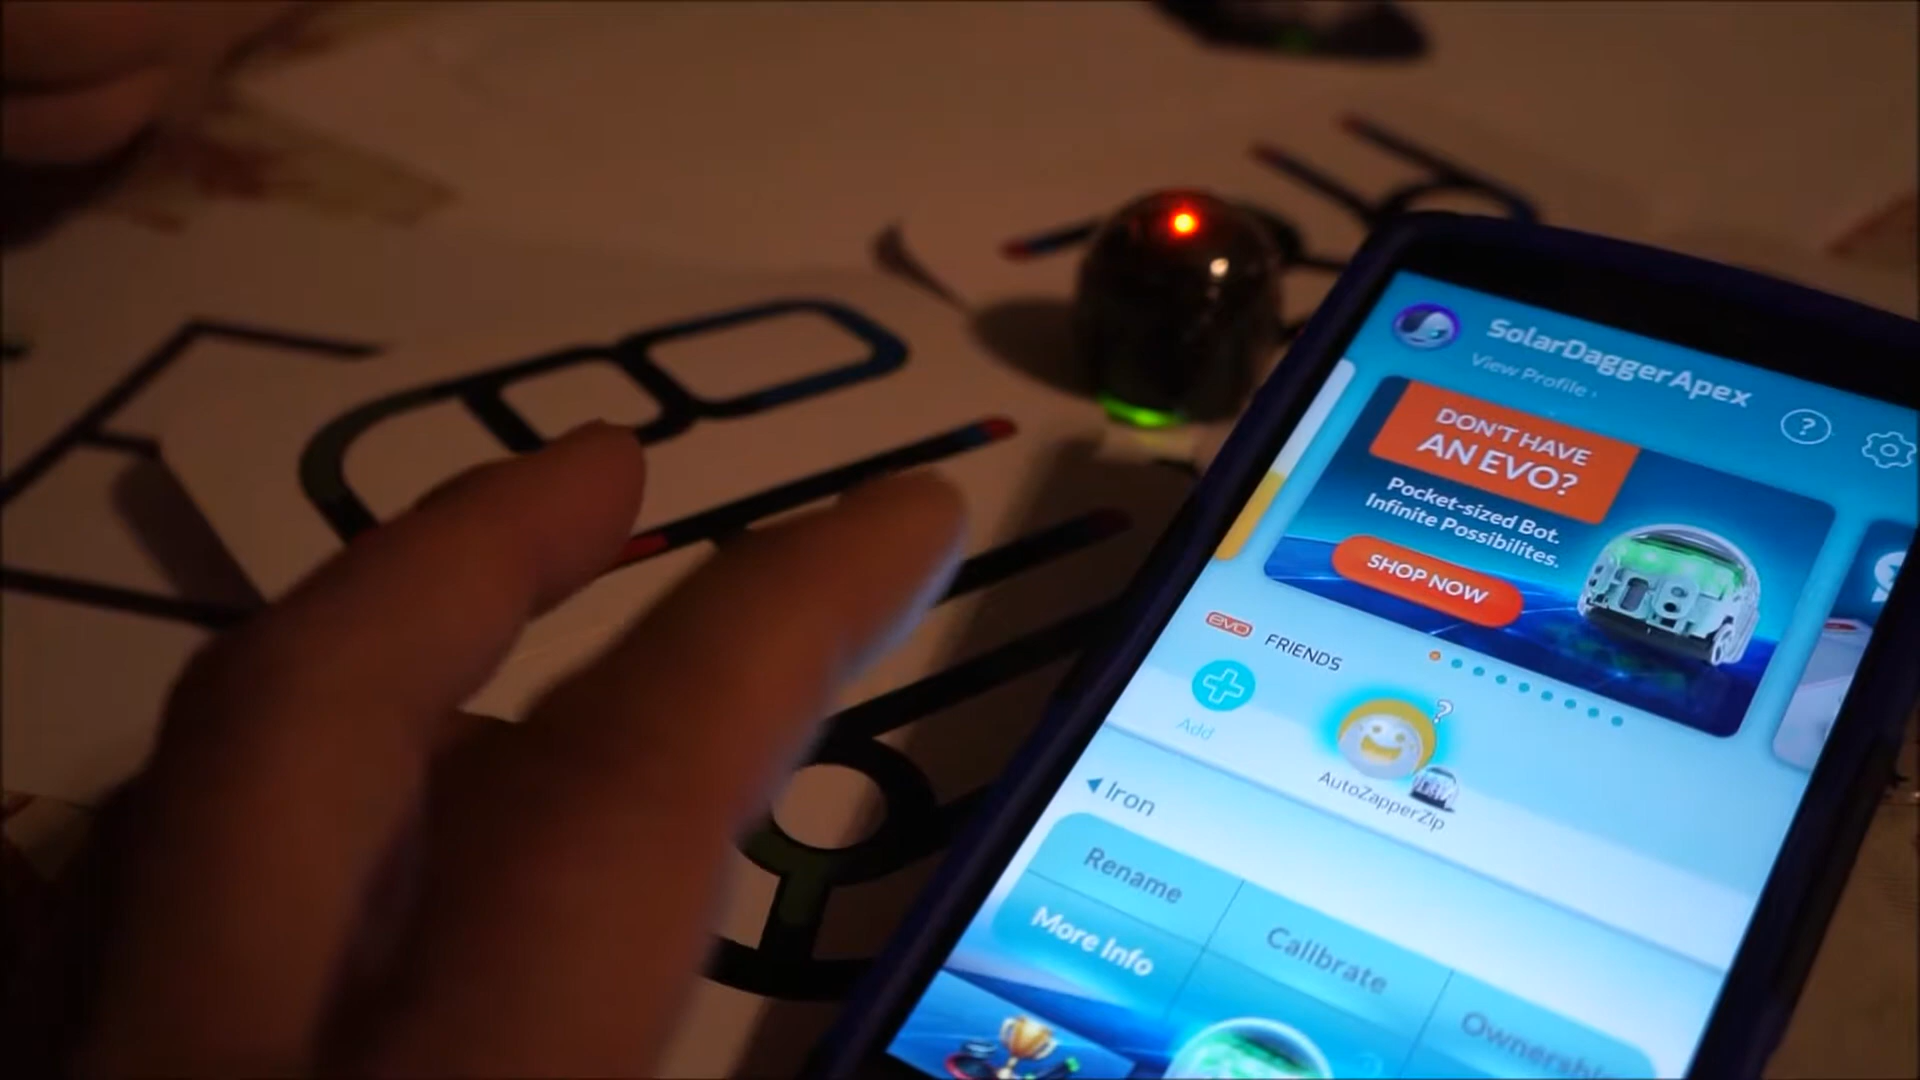 SolarDaggerApex
View Profile ›
?
DON'T HAVE
AN EVO?
Pocket-sized Bot.
Infinite Possibilites.
SHOP NOW
evo FRIENDS
Add
?
AutoZapperZip
Iron
Rename
Calibrate
More Info